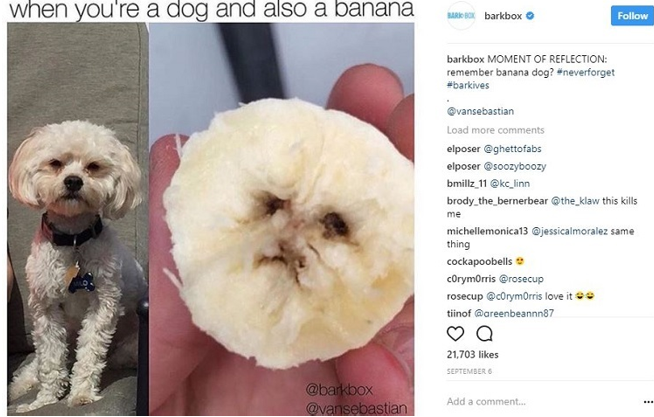 when you're a dog and also a banana
@barkbox
@vansebastian
BARKBOX
barkbox
Follow
barkbox MOMENT OF REFLECTION:
remember banana dog? #neverforget
#barkives
.
@vansebastian
Load more comments
elposer @ghettofabs
elposer @soozyboozy
bmillz_11 @kc_linn
brody_the_bernerbear @the_klaw this kills
me
michellemonica13 @jessicalmoralez same
thing
cockapoobells 😍
c0rym0rris @rosecup
rosecup @c0rym0rris love it 😄😄
tiinof @greenbeannn87
21,703 likes
SEPTEMBER 6
Add a comment...